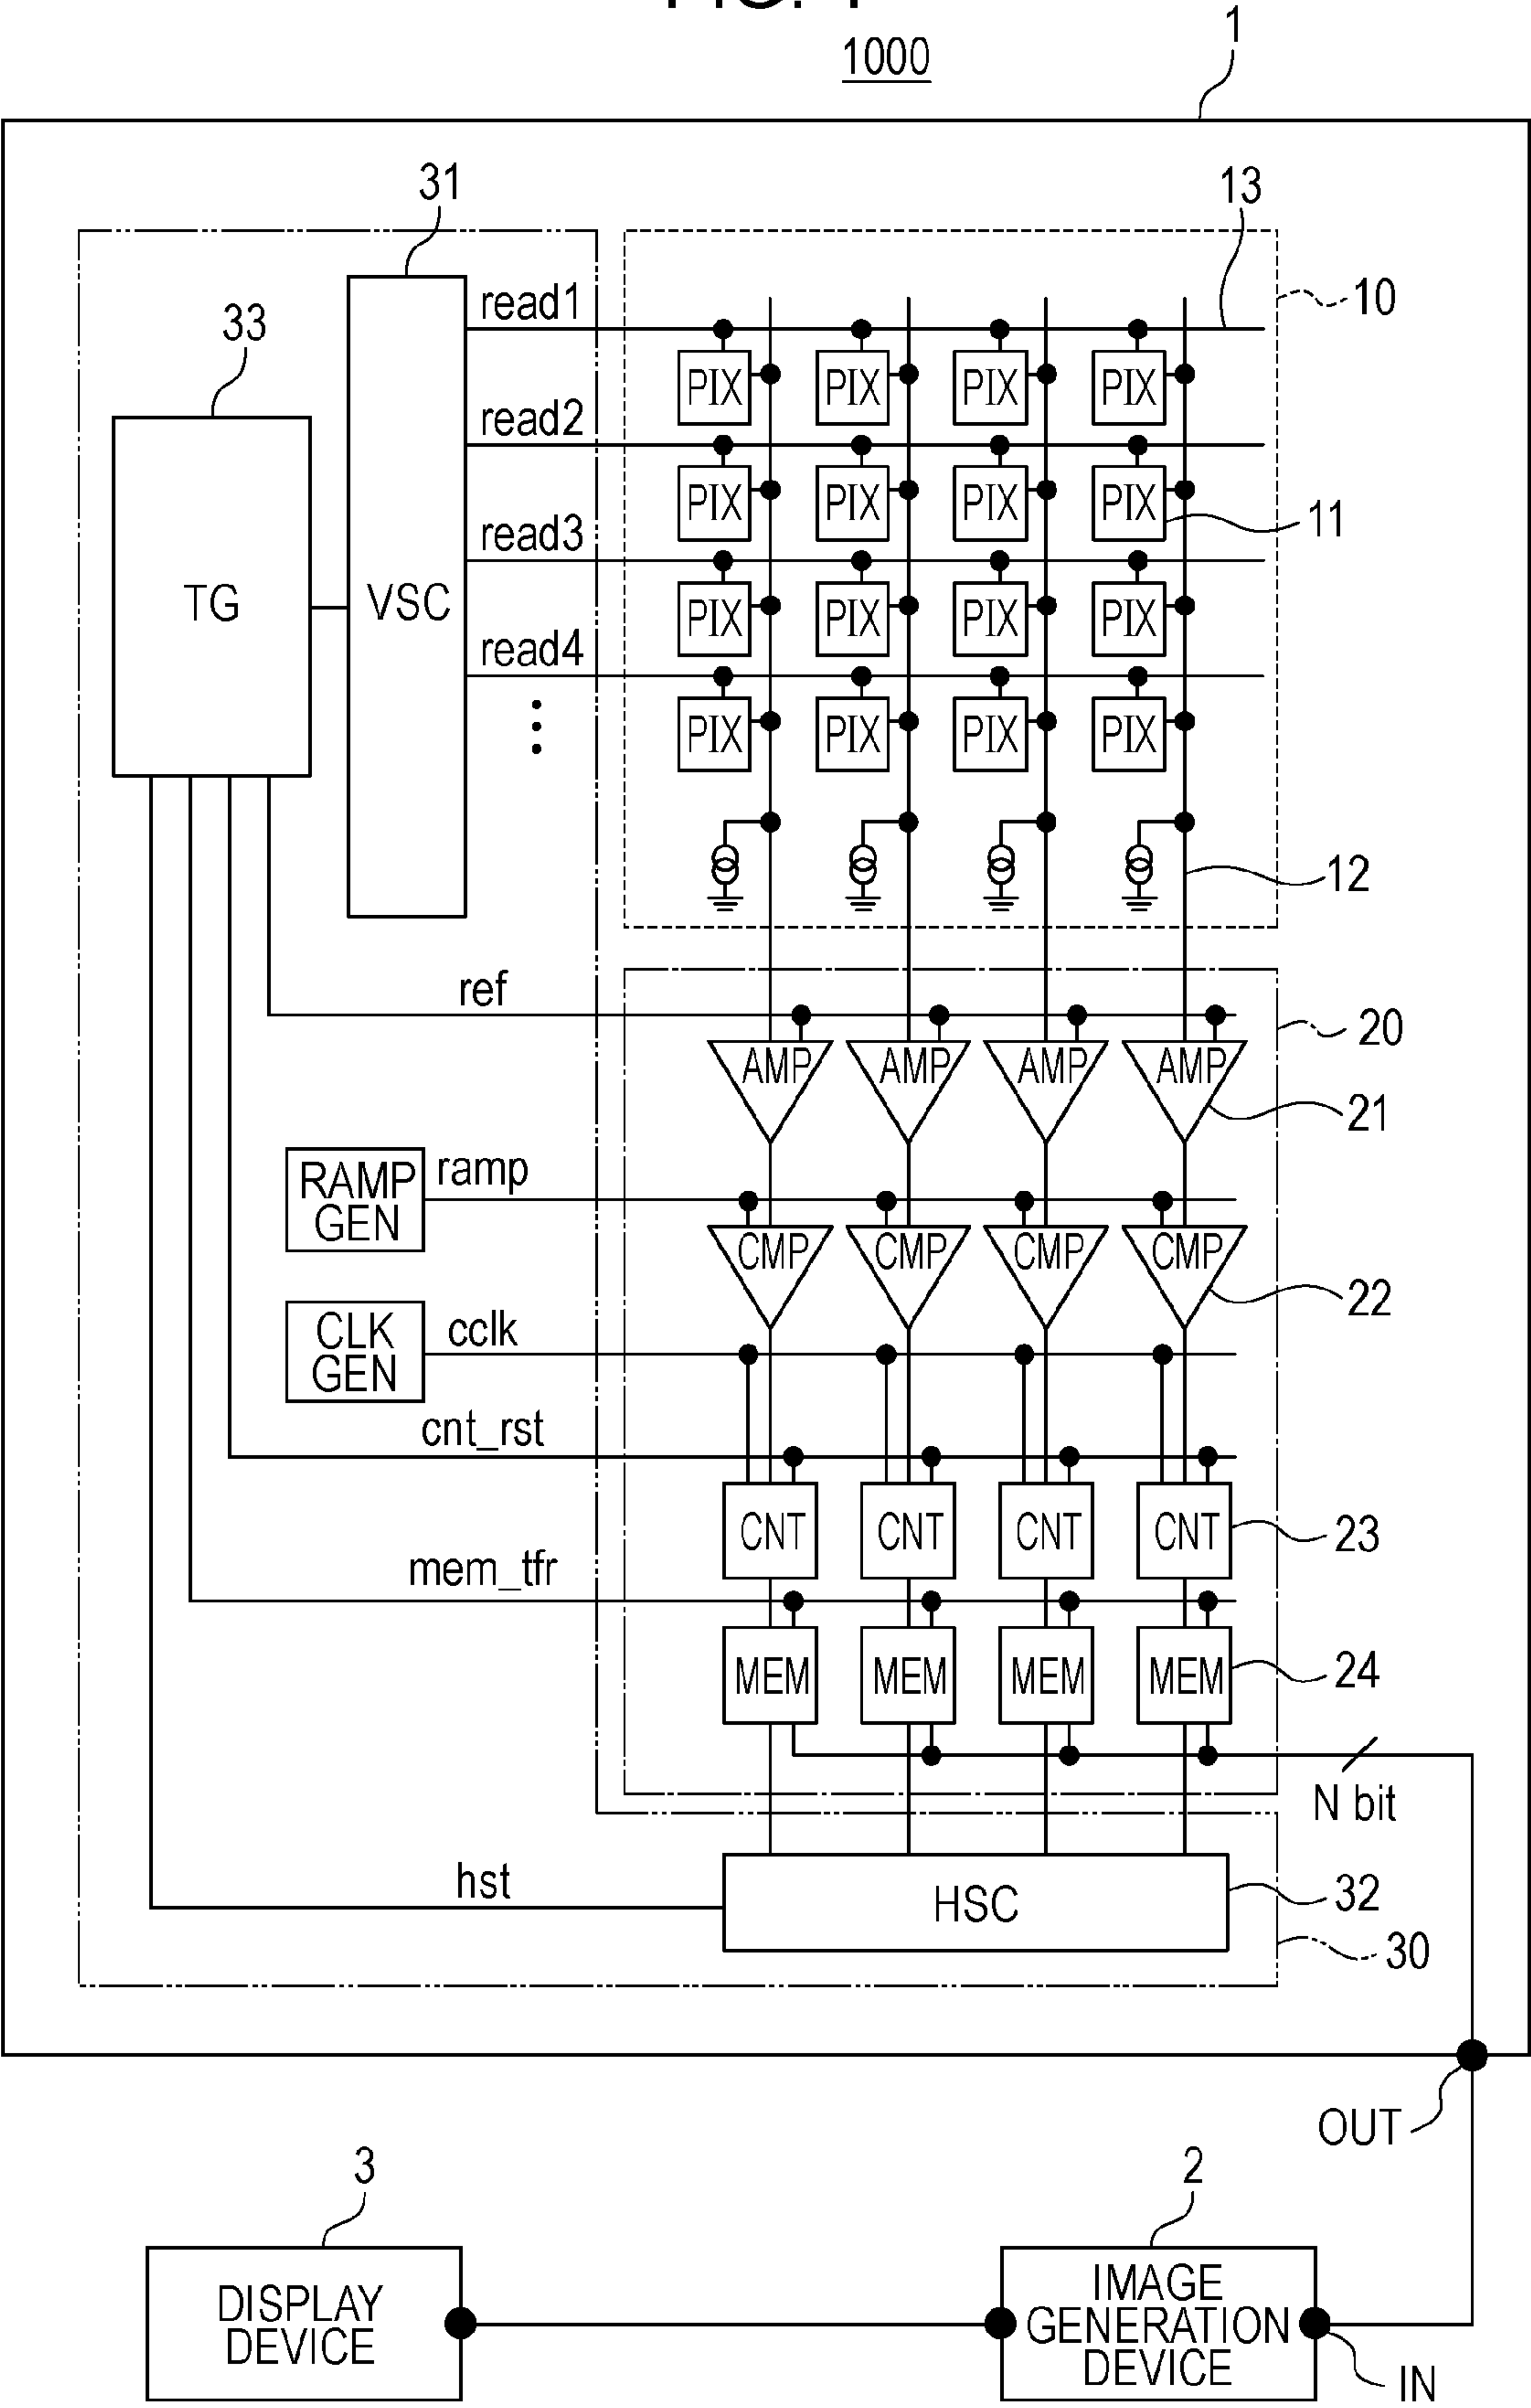 1000
1
31
13
33
read1
10
PIX PIX PIX PIX
read2
PIX PIX PIX PIX
11
read3
TG
VSC
PIX PIX PIX PIX
read4
PIX PIX PIX PIX
12
ref
20
AMP AMP AMP AMP
21
RAMP
GEN
ramp
CMP CMP CMP CMP
22
CLK
GEN
cclk
cnt_rst
CNT CNT CNT CNT
23
mem_tfr
MEM MEM MEM MEM
24
N bit
hst
HSC
32
30
OUT
3
2
DISPLAY
DEVICE
IMAGE
GENERATION
DEVICE
IN